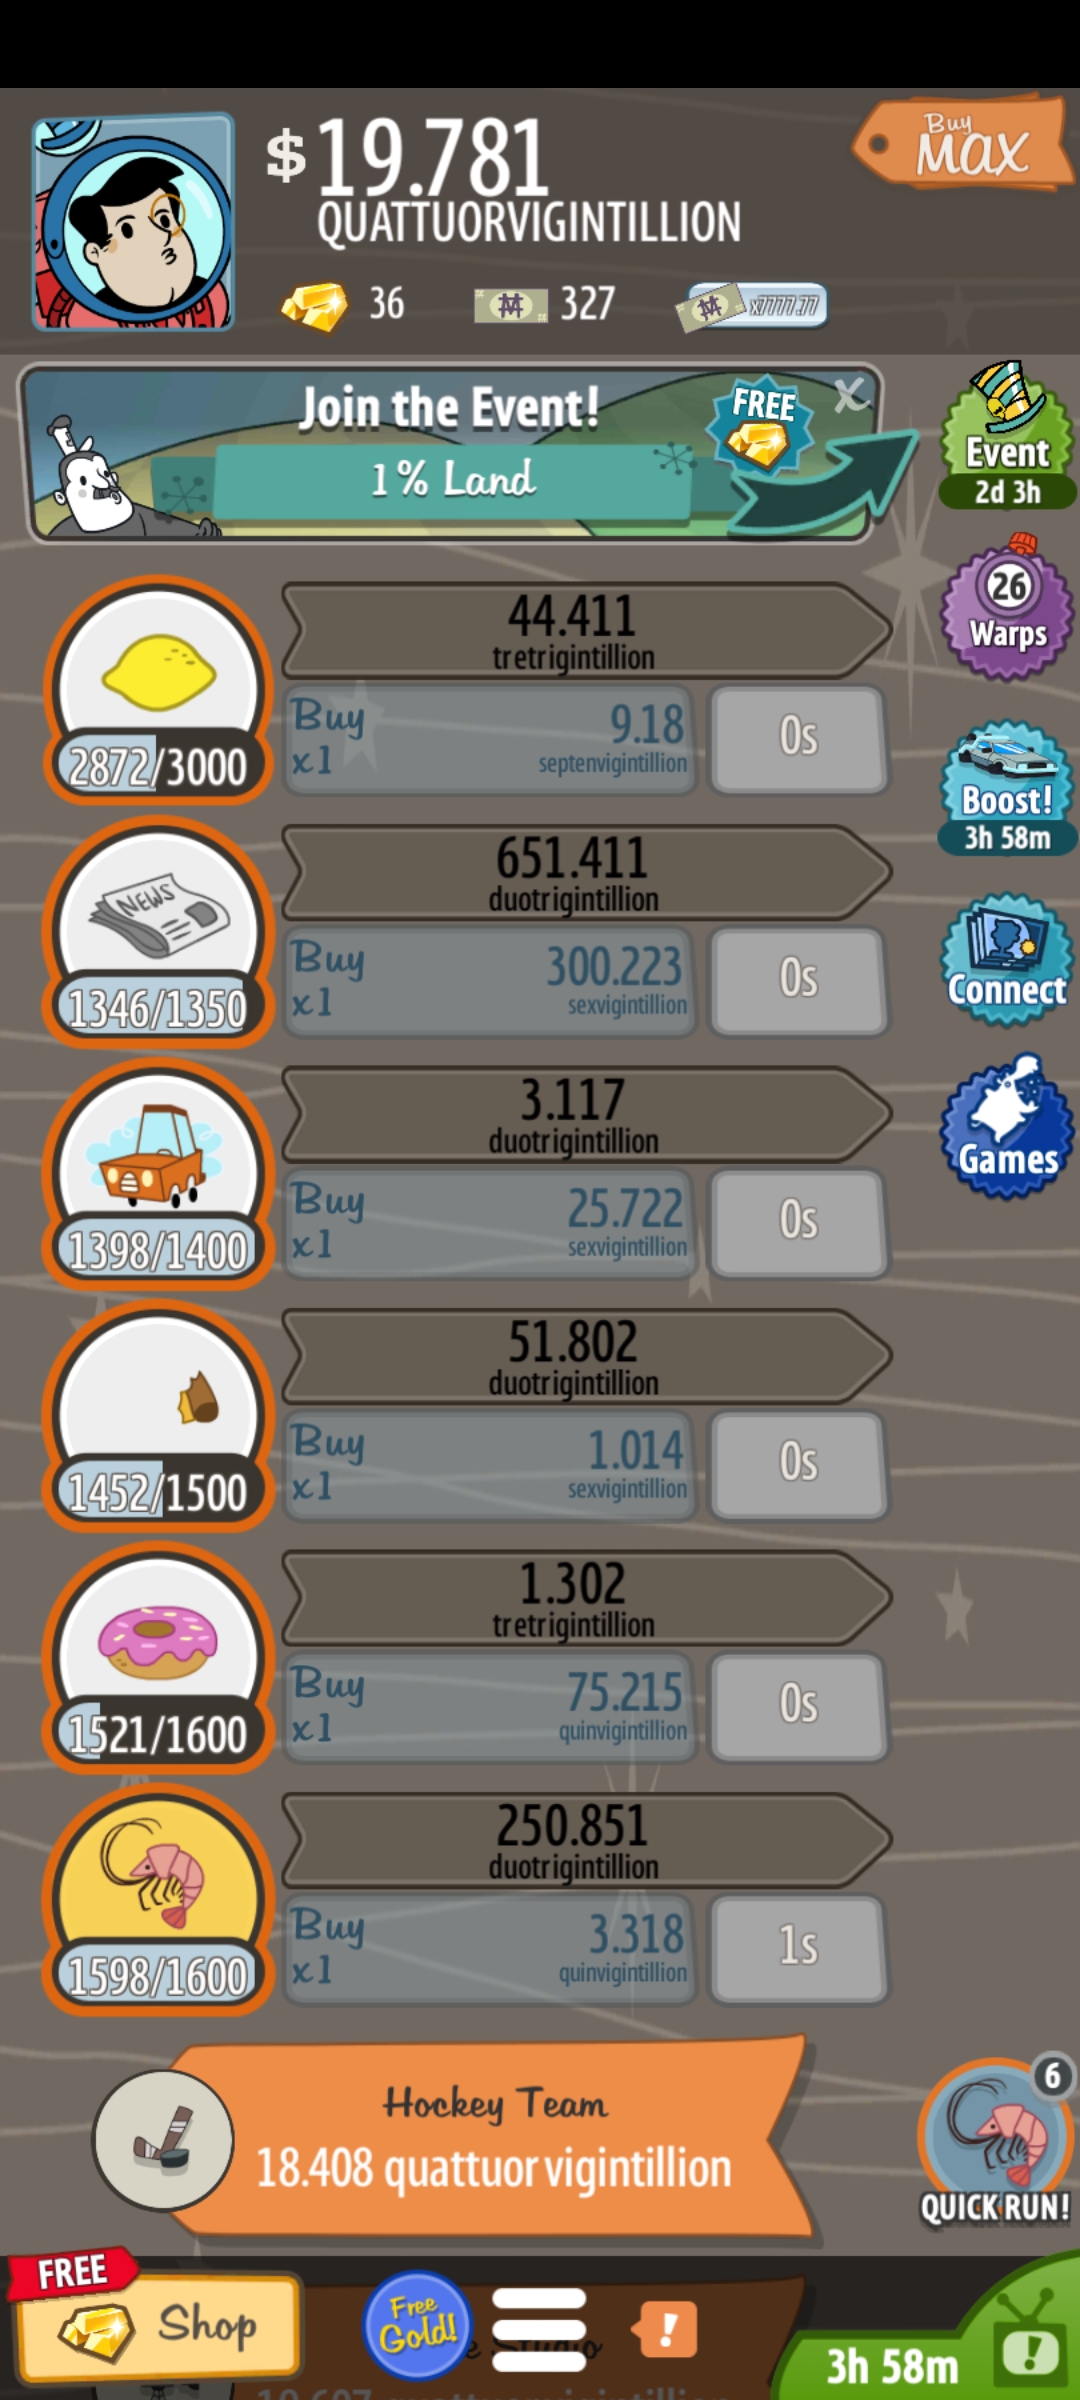 $19.781
QUATTUORVIGINTILLION
Buy
MAX
36
327
x7777.77
Join the Event!
1% Land
FREE
X
Event
2d 3h
26
Warps
Boost!
3h 58m
Connect
Games
44.411
tretrigintillion
2872/3000
Buy
x1
9.18
septenvigintillion
0s
NEWS
651.411
duotrigintillion
1346/1350
Buy
x1
300.223
sexvigintillion
0s
3.117
duotrigintillion
1398/1400
Buy
x1
25.722
sexvigintillion
0s
51.802
duotrigintillion
1452/1500
Buy
x1
1.014
sexvigintillion
0s
1.302
tretrigintillion
1521/1600
Buy
x1
75.215
quinvigintillion
0s
250.851
duotrigintillion
1598/1600
Buy
x1
3.318
quinvigintillion
1s
Hockey Team
18.408 quattuorvigintillion
6
QUICK RUN!
FREE
Shop
Free
Gold!
!
3h 58m
!